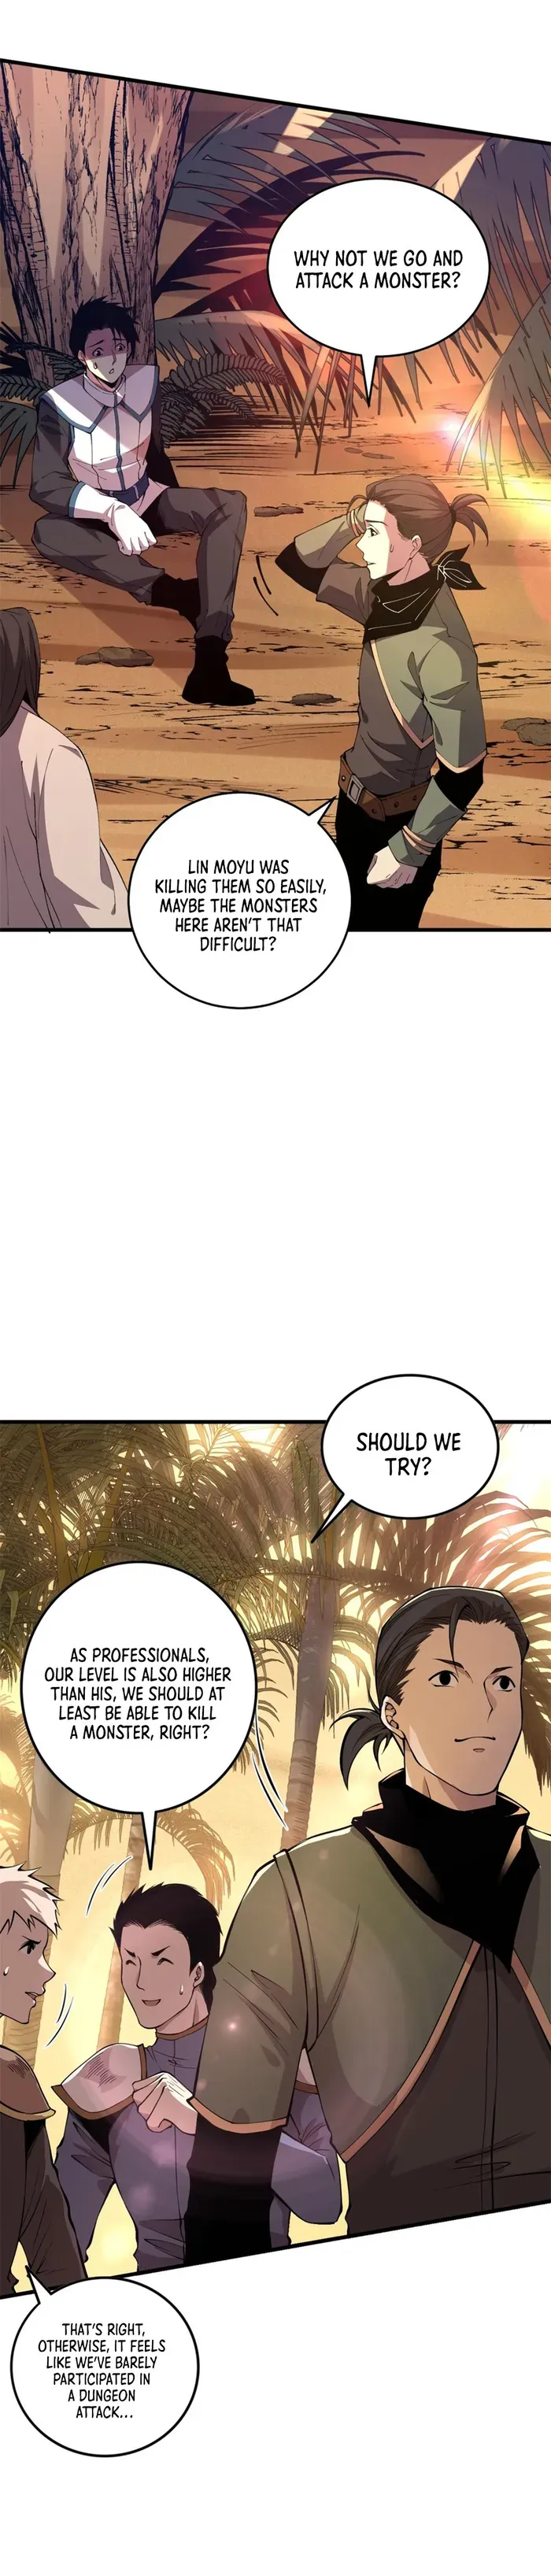 WHY NOT WE GO AND
ATTACK A MONSTER?
LIN MOYU WAS
KILLING THEM SO EASILY,
MAYBE THE MONSTERS
HERE AREN'T THAT
DIFFICULT?
SHOULD WE
TRY?
AS PROFESSIONALS,
OUR LEVEL IS ALSO HIGHER
THAN HIS, WE SHOULD AT
LEAST BE ABLE TO KILL
A MONSTER, RIGHT?
THAT'S RIGHT,
OTHERWISE, IT FEELS
LIKE WE'VE BARELY
PARTICIPATED IN
A DUNGEON
ATTACK...